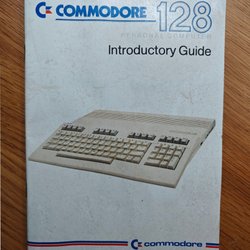 COMMODORE 128
PERSONAL COMPUTER
Introductory Guide
commodore